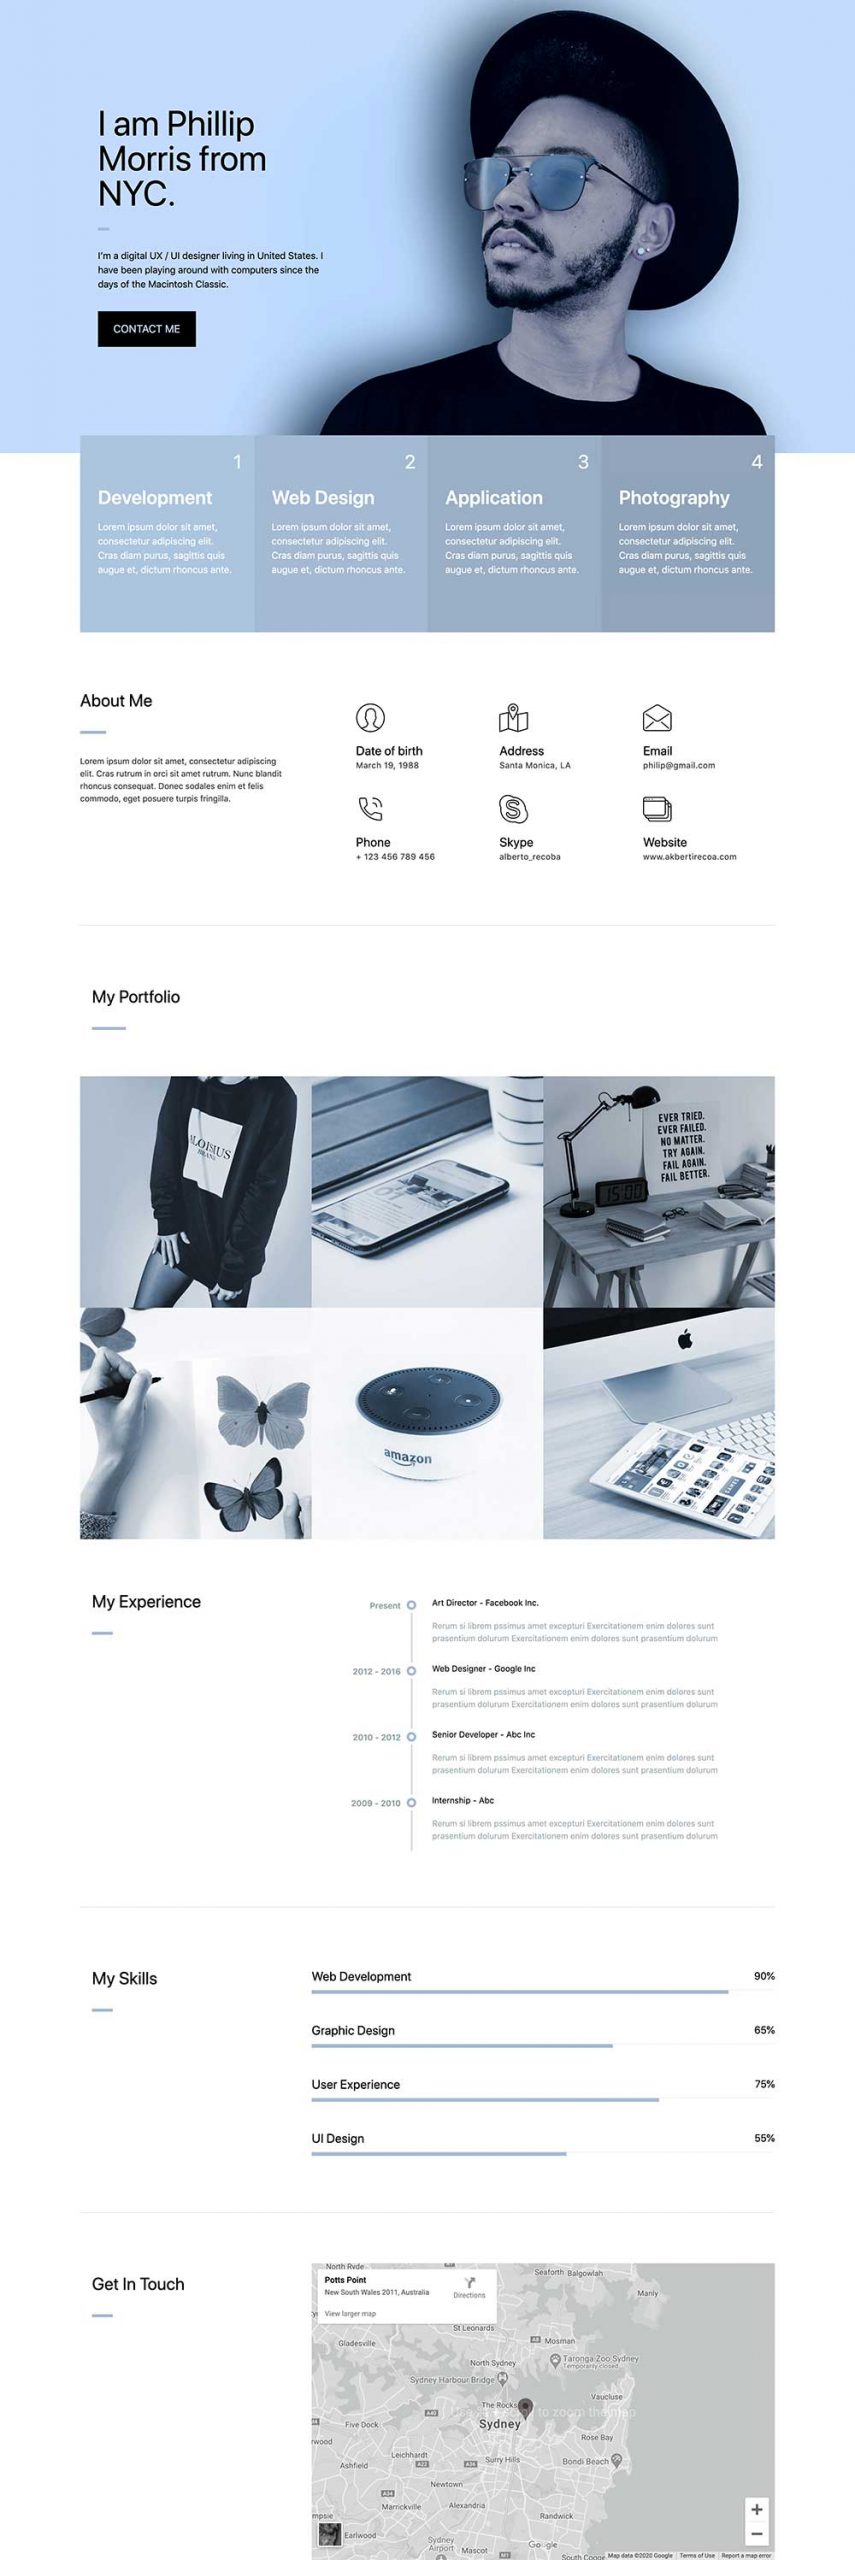 I am Phillip
Morris from
NYC.
I'm a digital UX / UI designer living in United States. I
have been playing around with computers since the
days of the Macintosh Classic.
CONTACT ME
1
Development
Lorem ipsum dolor sit amet,
consectetur adipiscing elit.
Cras diam purus, sagittis quis
augue et, dictum rhoncus ante.
2
Web Design
Lorem ipsum dolor sit amet,
consectetur adipiscing elit.
Cras diam purus, sagittis quis
augue et, dictum rhoncus ante.
3
Application
Lorem ipsum dolor sit amet,
consectetur adipiscing elit.
Cras diam purus, sagittis quis
augue et, dictum rhoncus ante.
4
Photography
Lorem ipsum dolor sit amet,
consectetur adipiscing elit.
Cras diam purus, sagittis quis
augue et, dictum rhoncus ante.
About Me
Lorem ipsum dolor sit amet, consectetur adipiscing
elit. Cras rutrum in orci sit amet rutrum. Nunc blandit
rhoncus consequat. Donec sodales enim et felis
commodo, eget posuere turpis fringilla.
Date of birth
March 19, 1988
Address
Santa Monica, LA
Email
philip@gmail.com
Phone
+ 123 456 789 456
Skype
alberto_recoba
Website
www.akbertirecoa.com
My Portfolio
ALOISIUS
BRAND
EVER TRIED.
EVER FAILED.
NO MATTER.
TRY AGAIN.
FAIL AGAIN.
FAIL BETTER.
15:00
amazon
My Experience
Present
Art Director - Facebook Inc.
Rerum si librem pssimus amet excepturi Exercitationem enim dolores sunt
prasentium dolurum Exercitationem enim dolores sunt prasentium dolurum
2012 - 2016
Web Designer - Google Inc
Rerum si librem pssimus amet excepturi Exercitationem enim dolores sunt
prasentium dolurum Exercitationem enim dolores sunt prasentium dolurum
2010 - 2012
Senior Developer - Abc Inc
Rerum si librem pssimus amet excepturi Exercitationem enim dolores sunt
prasentium dolurum Exercitationem enim dolores sunt prasentium dolurum
2009 - 2010
Internship - Abc
Rerum si librem pssimus amet excepturi Exercitationem enim dolores sunt
prasentium dolurum Exercitationem enim dolores sunt prasentium dolurum
My Skills
Web Development 90%
Graphic Design 65%
User Experience 75%
UI Design 55%
Get In Touch
North Ryde
Potts Point
New South Wales 2011, Australia
Directions
View larger map
Seaforth Balgowlah
Manly
St Leonards
Gladesville
A8 Mosman
North Sydney
Taronga Zoo Sydney
Temporarily closed
Sydney Harbour Bridge
Vaucluse
The Rocks
A40
to zoom the map
Sydney
Five Dock
Rose Bay
Leichhardt
Surry Hills
Bondi Beach
Ashfield
A22
Newtown
A34
Marrickville
Alexandria
Randwick
Earlwood
Sydney
Airport
Mascot
M1
Google
South Coogee
Map data ©2020 Google
Terms of Use
Report a map error